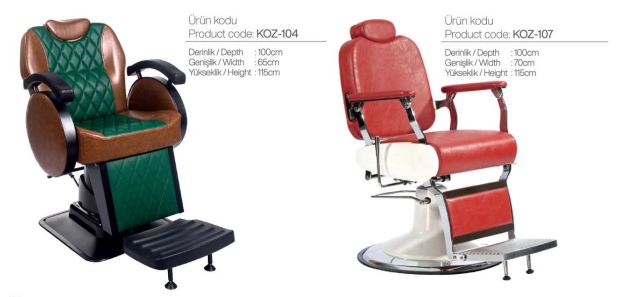 Ürün kodu
Product code: KOZ-104
Derinlik / Depth : 100cm
Genişlik / Width : 65cm
Yükseklik / Height : 115cm
Ürün kodu
Product code: KOZ-107
Derinlik / Depth : 100cm
Genişlik / Width : 70cm
Yükseklik / Height : 115cm